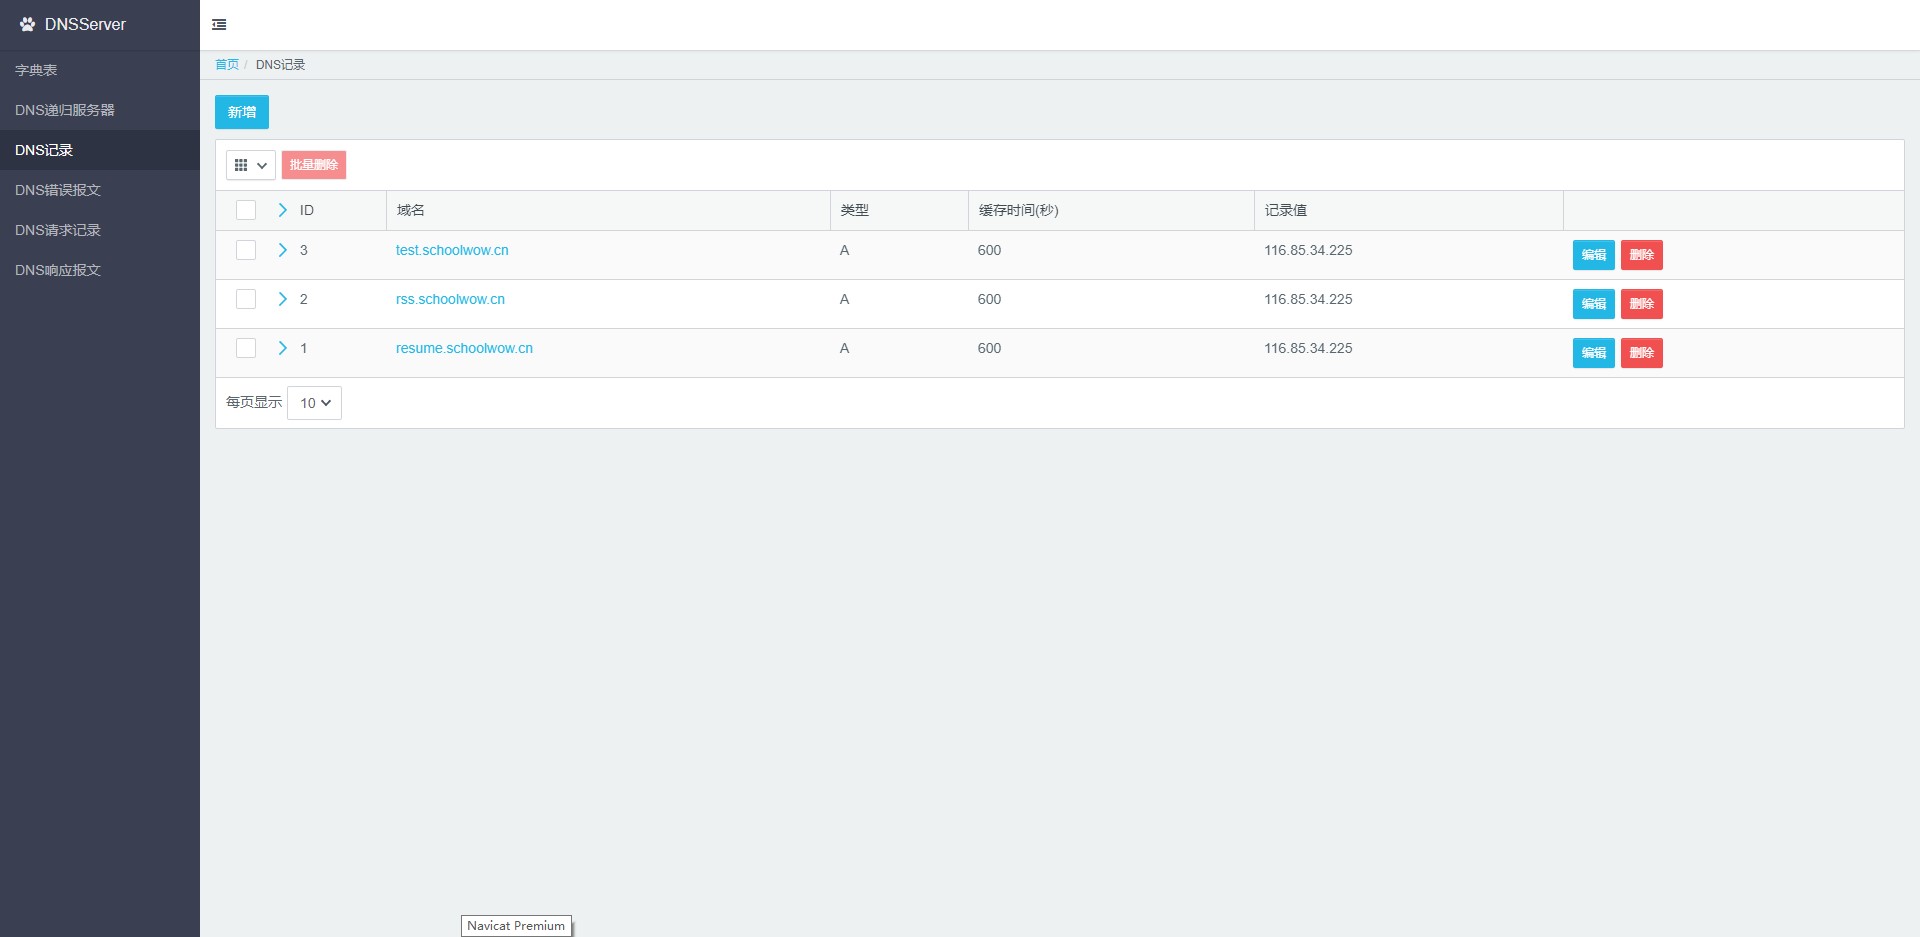 DNSServer
字典表
DNS递归服务器
DNS记录
DNS错误报文
DNS请求记录
DNS响应报文
首页 / DNS记录
新增
批量删除
ID 域名 类型 缓存时间(秒) 记录值
3 test.schoolwow.cn A 600 116.85.34.225 编辑 删除
2 rss.schoolwow.cn A 600 116.85.34.225 编辑 删除
1 resume.schoolwow.cn A 600 116.85.34.225 编辑 删除
每页显示 10
Navicat Premium